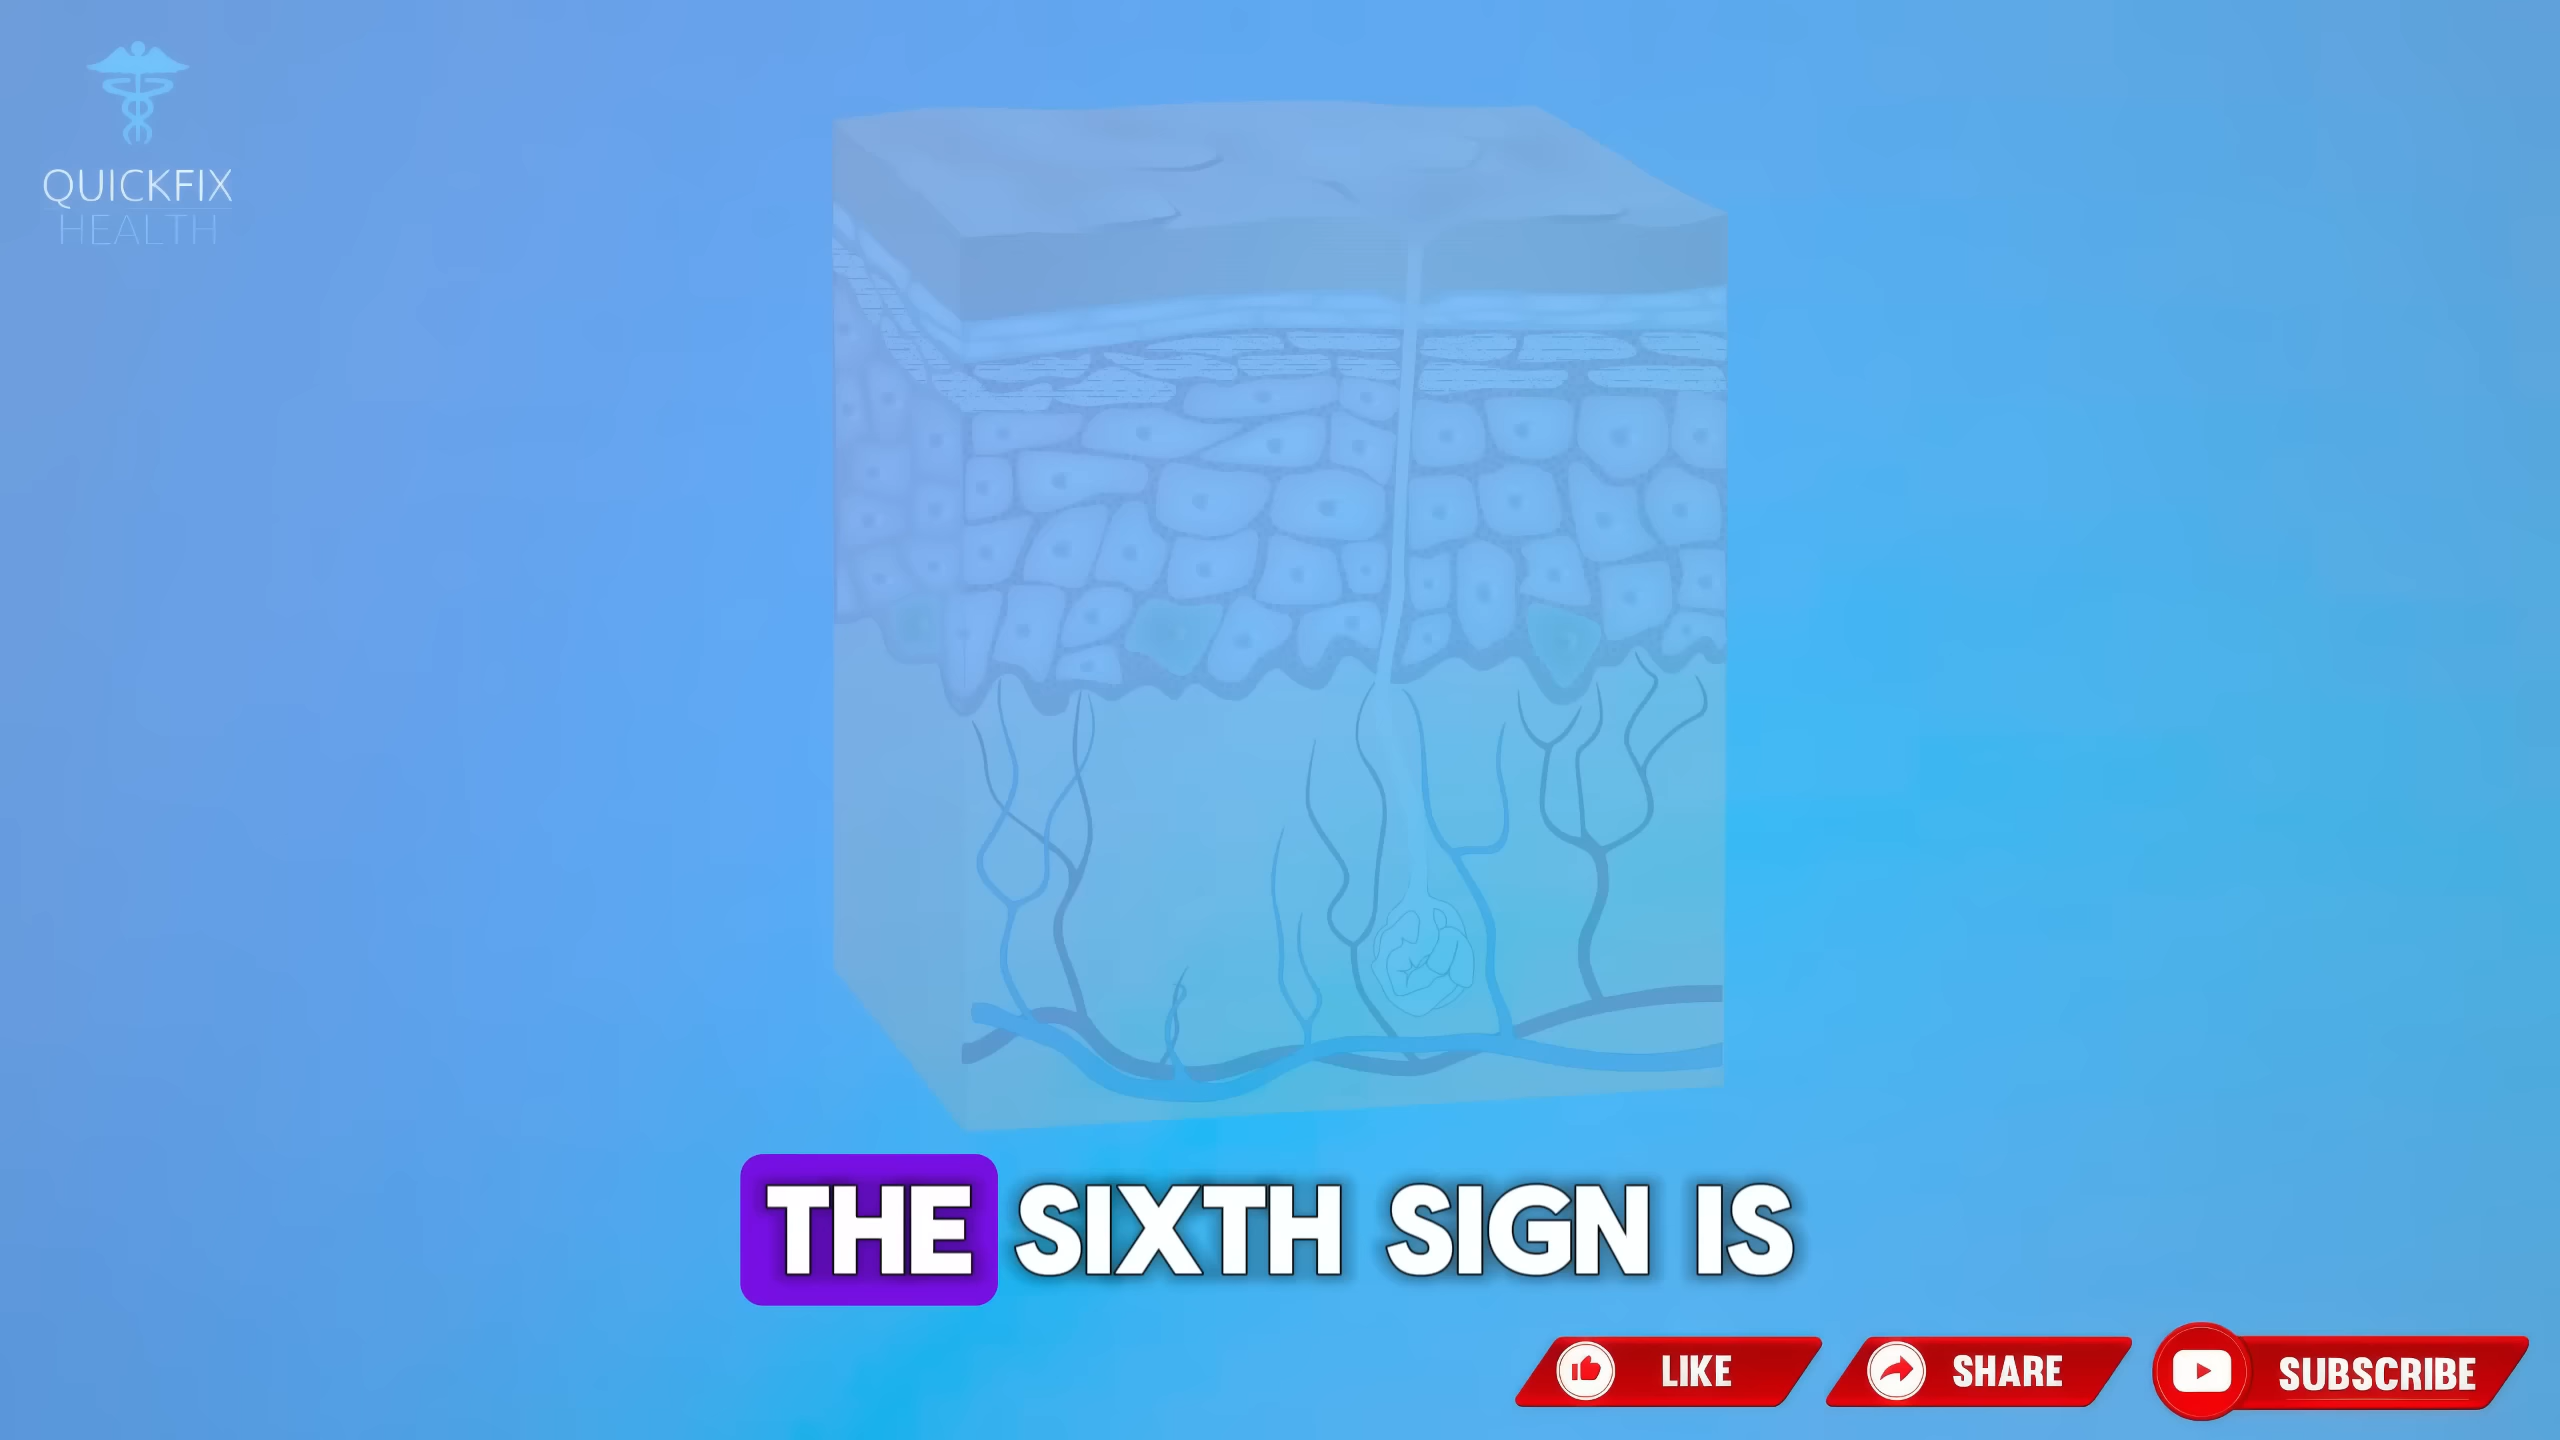 QUICKFIX
HEALTH
THE SIXTH SIGN IS
LIKE
SHARE
SUBSCRIBE